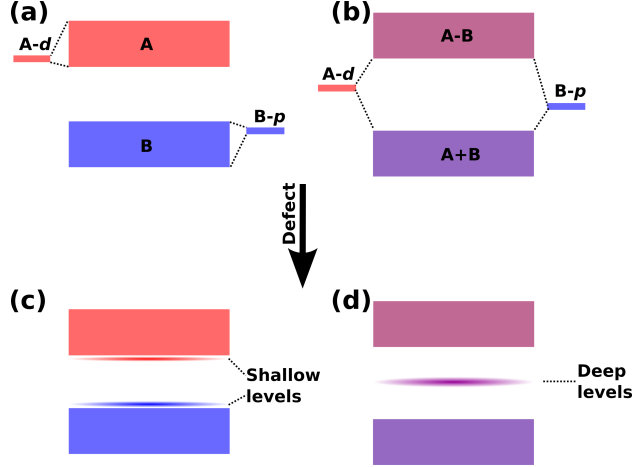 (a)
A-d
A
B-p
B
(b)
A-B
A-d
B-p
A+B
Defect
(c)
Shallow
levels
(d)
Deep
levels